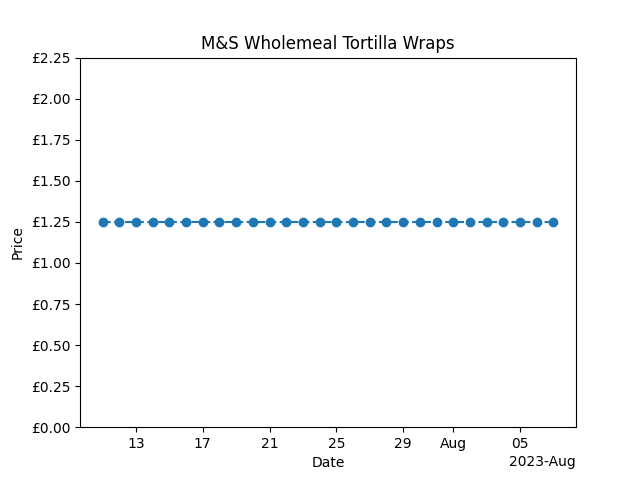 M&S Wholemeal Tortilla Wraps
£2.25
£2.00
£1.75
£1.50
£1.25
£1.00
£0.75
£0.50
£0.25
£0.00
Price
13 17 21 25 29 Aug 05
2023-Aug
Date